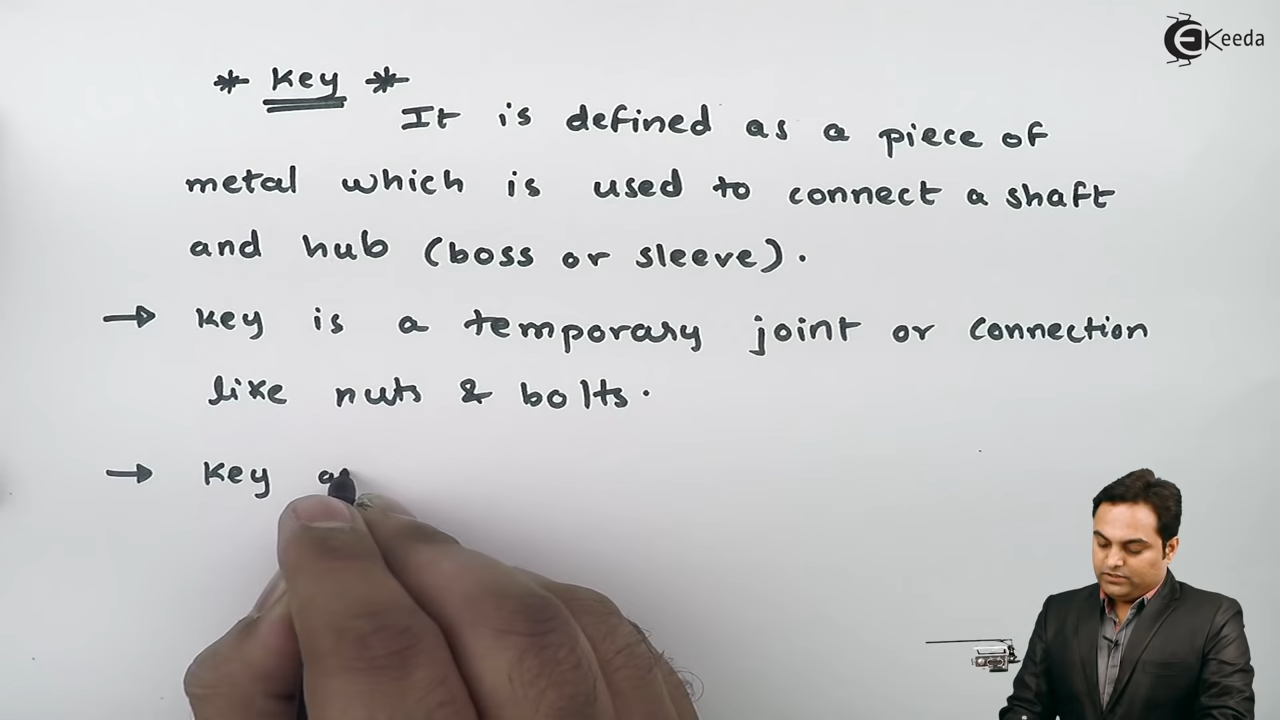 Keeda
* Key *
It is defined as a piece of
metal which is used to connect a shaft
and hub (boss or sleeve).
→ Key is a temporary joint or connection
like nuts & bolts.
→ Key